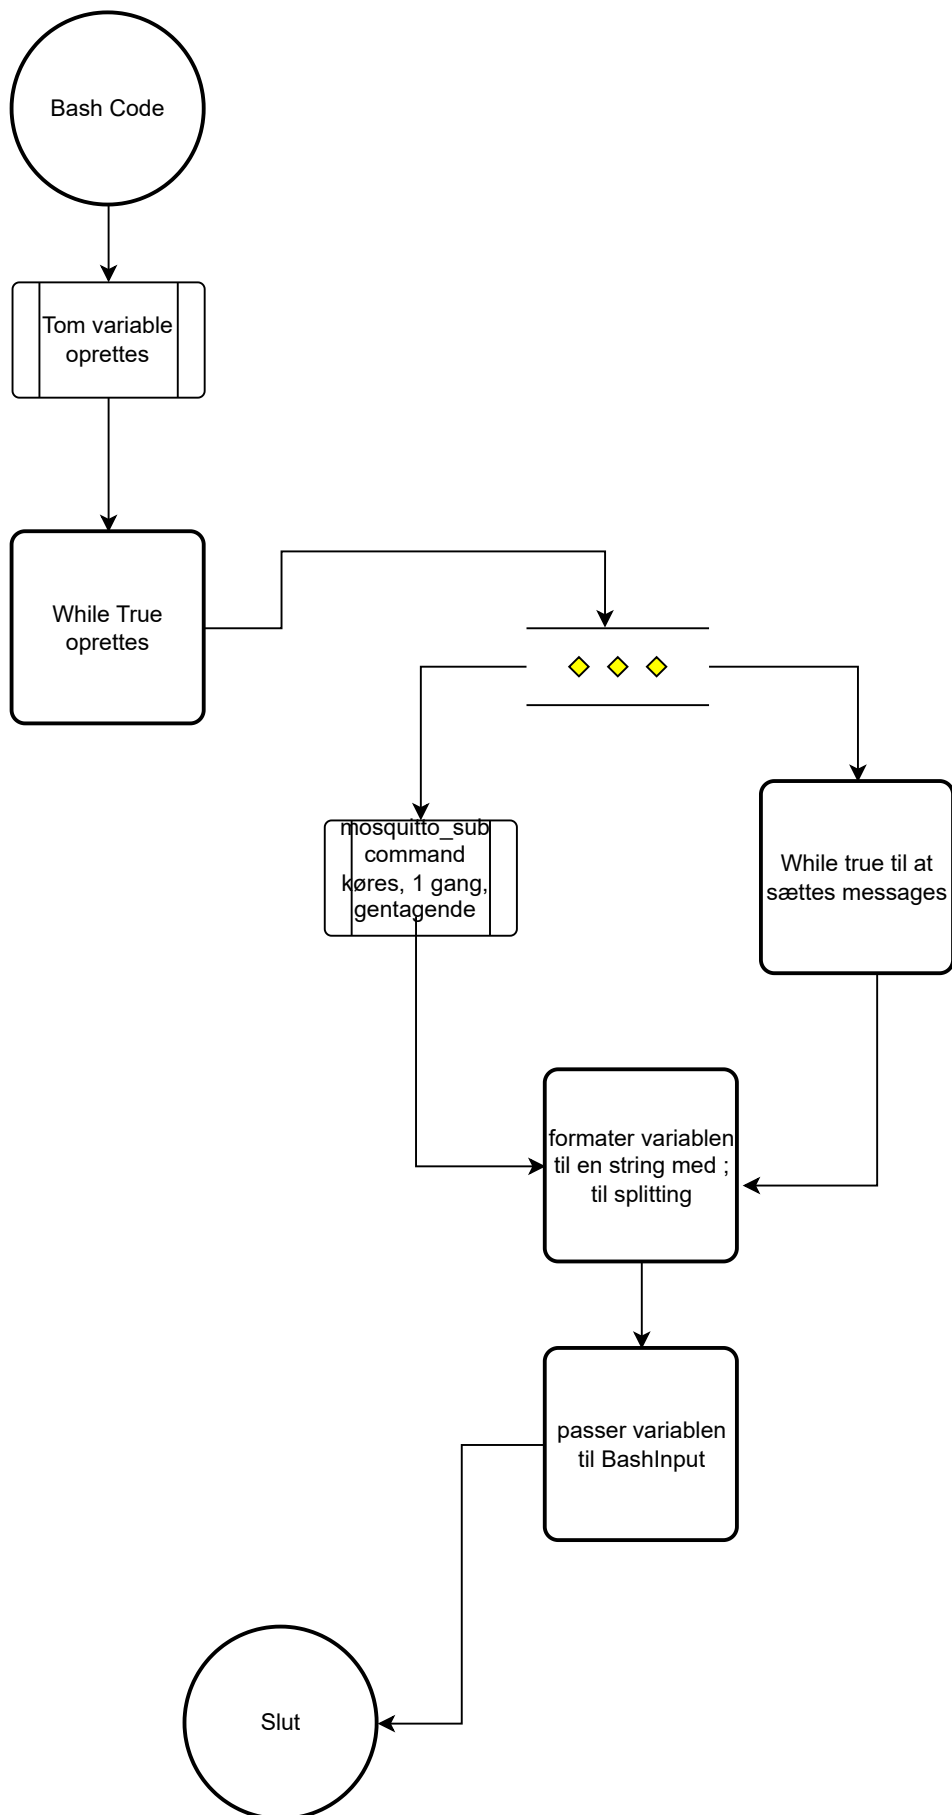 Bash Code
Tom variable
oprettes
While True
oprettes
mosquitto_sub
command
køres, 1 gang,
gentagende
While true til at
sættes messages
formater variablen
til en string med ;
til splitting
passer variablen
til BashInput
Slut